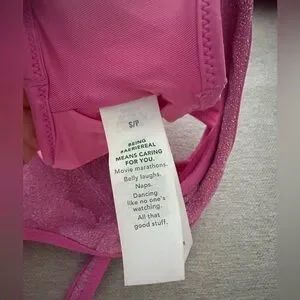 S/P
BEING
#AERIEREAL
MEANS CARING
FOR YOU.
Movie marathons.
Belly laughs.
Naps.
Dancing
like no one's
watching.
All that
good stuff.